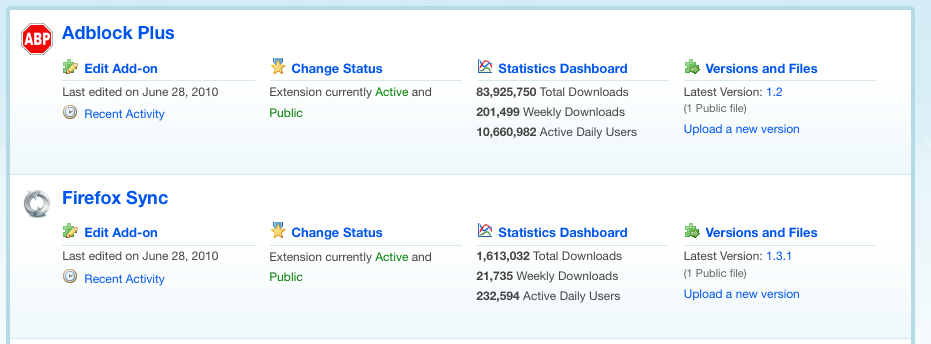 ABP
Adblock Plus
Edit Add-on
Last edited on June 28, 2010
Recent Activity
Change Status
Extension currently Active and
Public
Statistics Dashboard
83,925,750 Total Downloads
201,499 Weekly Downloads
10,660,982 Active Daily Users
Versions and Files
Latest Version: 1.2
(1 Public file)
Upload a new version
Firefox Sync
Edit Add-on
Last edited on June 28, 2010
Recent Activity
Change Status
Extension currently Active and
Public
Statistics Dashboard
1,613,032 Total Downloads
21,735 Weekly Downloads
232,594 Active Daily Users
Versions and Files
Latest Version: 1.3.1
(1 Public file)
Upload a new version